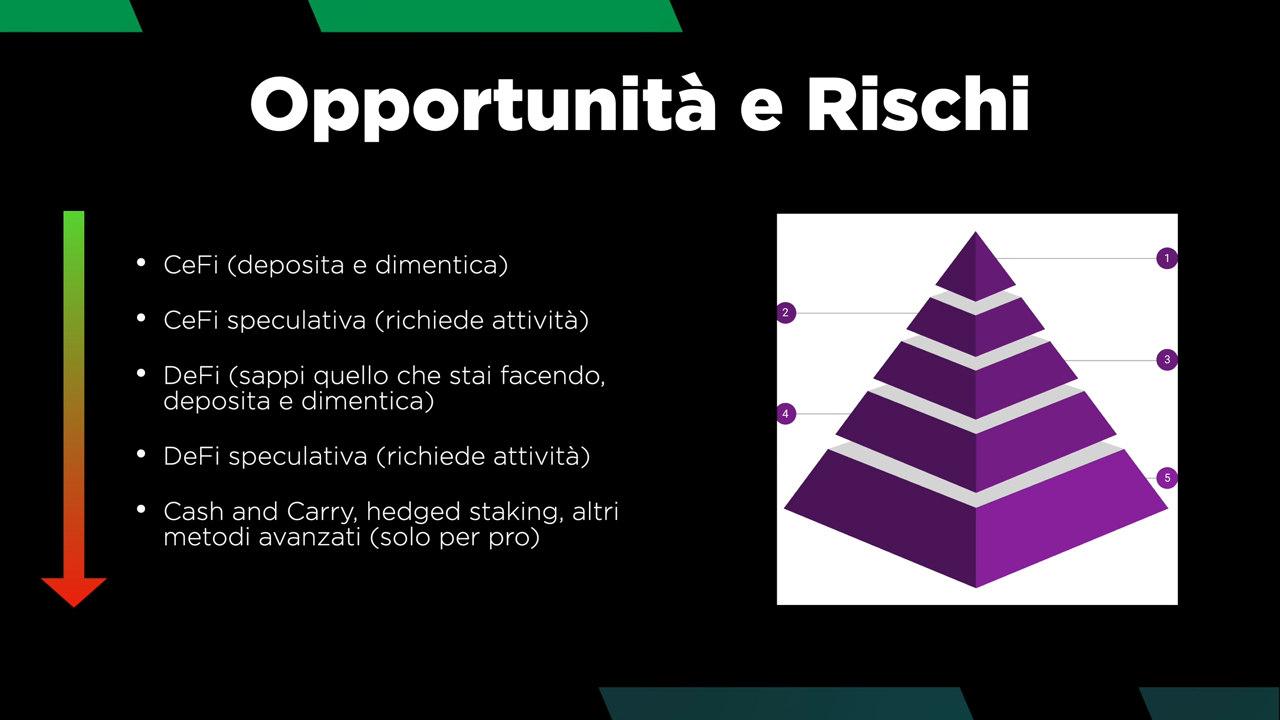 Opportunità e Rischi
• CeFi (deposita e dimentica)
• CeFi speculativa (richiede attività)
• DeFi (sappi quello che stai facendo,
deposita e dimentica)
• DeFi speculativa (richiede attività)
• Cash and Carry, hedged staking, altri
metodi avanzati (solo per pro)
1
2
3
4
5